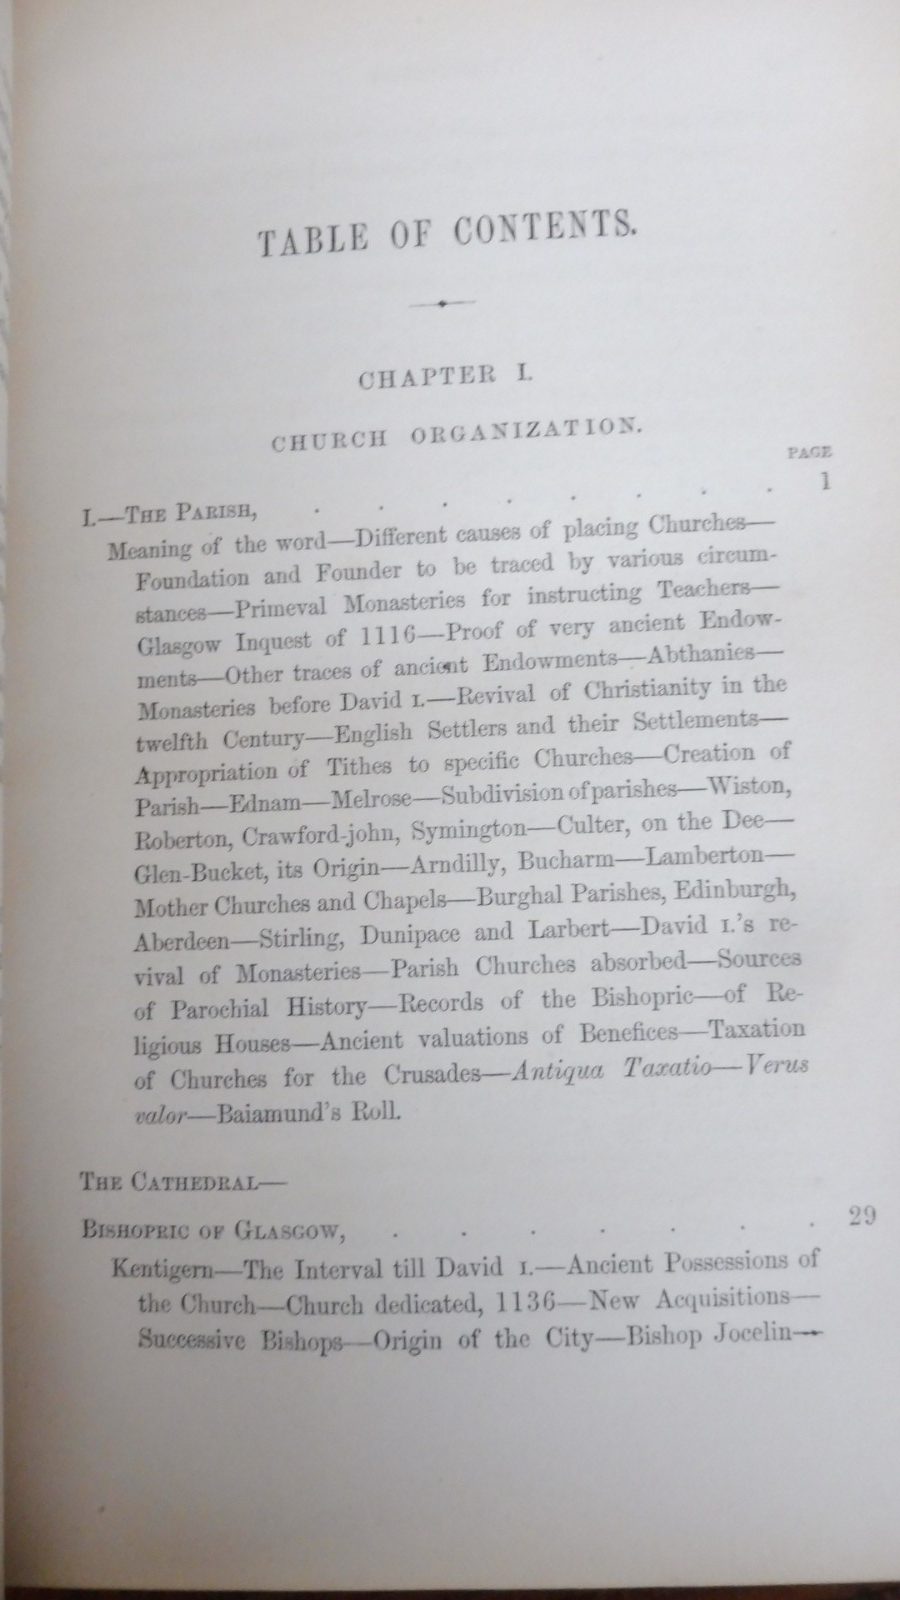 TABLE OF CONTENTS.
CHAPTER I.
CHURCH ORGANIZATION.
PAGE
I.—THE PARISH, . . . . . . . . 1
Meaning of the word—Different causes of placing Churches—
Foundation and Founder to be traced by various circum-
stances—Primeval Monasteries for instructing Teachers—
Glasgow Inquest of 1116—Proof of very ancient Endow-
ments—Other traces of ancient Endowments—Abthanies—
Monasteries before David I.—Revival of Christianity in the
twelfth Century—English Settlers and their Settlements—
Appropriation of Tithes to specific Churches—Creation of
Parish—Ednam—Melrose—Subdivision of parishes—Wiston,
Roberton, Crawford-john, Symington—Culter, on the Dee—
Glen-Bucket, its Origin—Arndilly, Bucharm—Lamberton—
Mother Churches and Chapels—Burghal Parishes, Edinburgh,
Aberdeen—Stirling, Dunipace and Larbert—David I.'s re-
vival of Monasteries—Parish Churches absorbed—Sources
of Parochial History—Records of the Bishopric—of Re-
ligious Houses—Ancient valuations of Benefices—Taxation
of Churches for the Crusades—Antiqua Taxatio—Verus
valor—Baiamund's Roll.
THE CATHEDRAL—
BISHOPRIC OF GLASGOW, . . . . . . . 29
Kentigern—The Interval till David I.—Ancient Possessions of
the Church—Church dedicated, 1136—New Acquisitions—
Successive Bishops—Origin of the City—Bishop Jocelin—